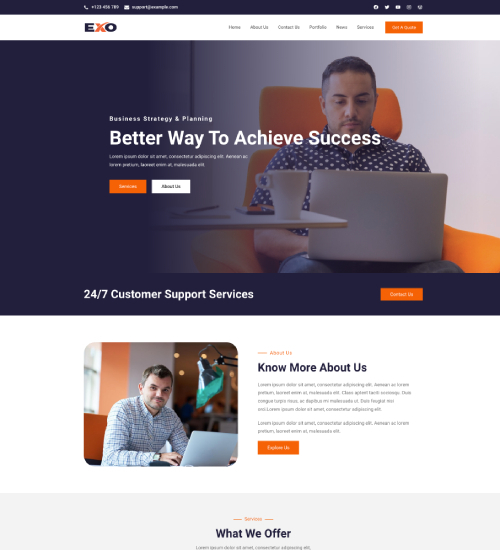 +123 456 789 support@example.com
EXO Home About Us Contact Us Portfolio News Services Get A Quote
Business Strategy & Planning
Better Way To Achieve Success
Lorem ipsum dolor sit amet, consectetur adipiscing elit. Aenean ac
lorem pretium, laoreet enim at, malesuada elit.
Services About Us
24/7 Customer Support Services
Contact Us
About Us
Know More About Us
Lorem ipsum dolor sit amet, consectetur adipiscing elit. Aenean ac lorem
pretium, laoreet enim at, malesuada elit. Class aptent taciti sociosqu. Duis
congue turpis risus, ac dapibus mi malesuada ut. Duis feugiat nisl
orci.Lorem ipsum dolor sit amet, consectetur adipiscing elit.
Lorem ipsum dolor sit amet, consectetur adipiscing elit. Aenean ac lorem
pretium, laoreet enim at, malesuada elit.
Explore Us
Services
What We Offer
Lorem ipsum dolor sit amet, consectetur adipiscing elit.